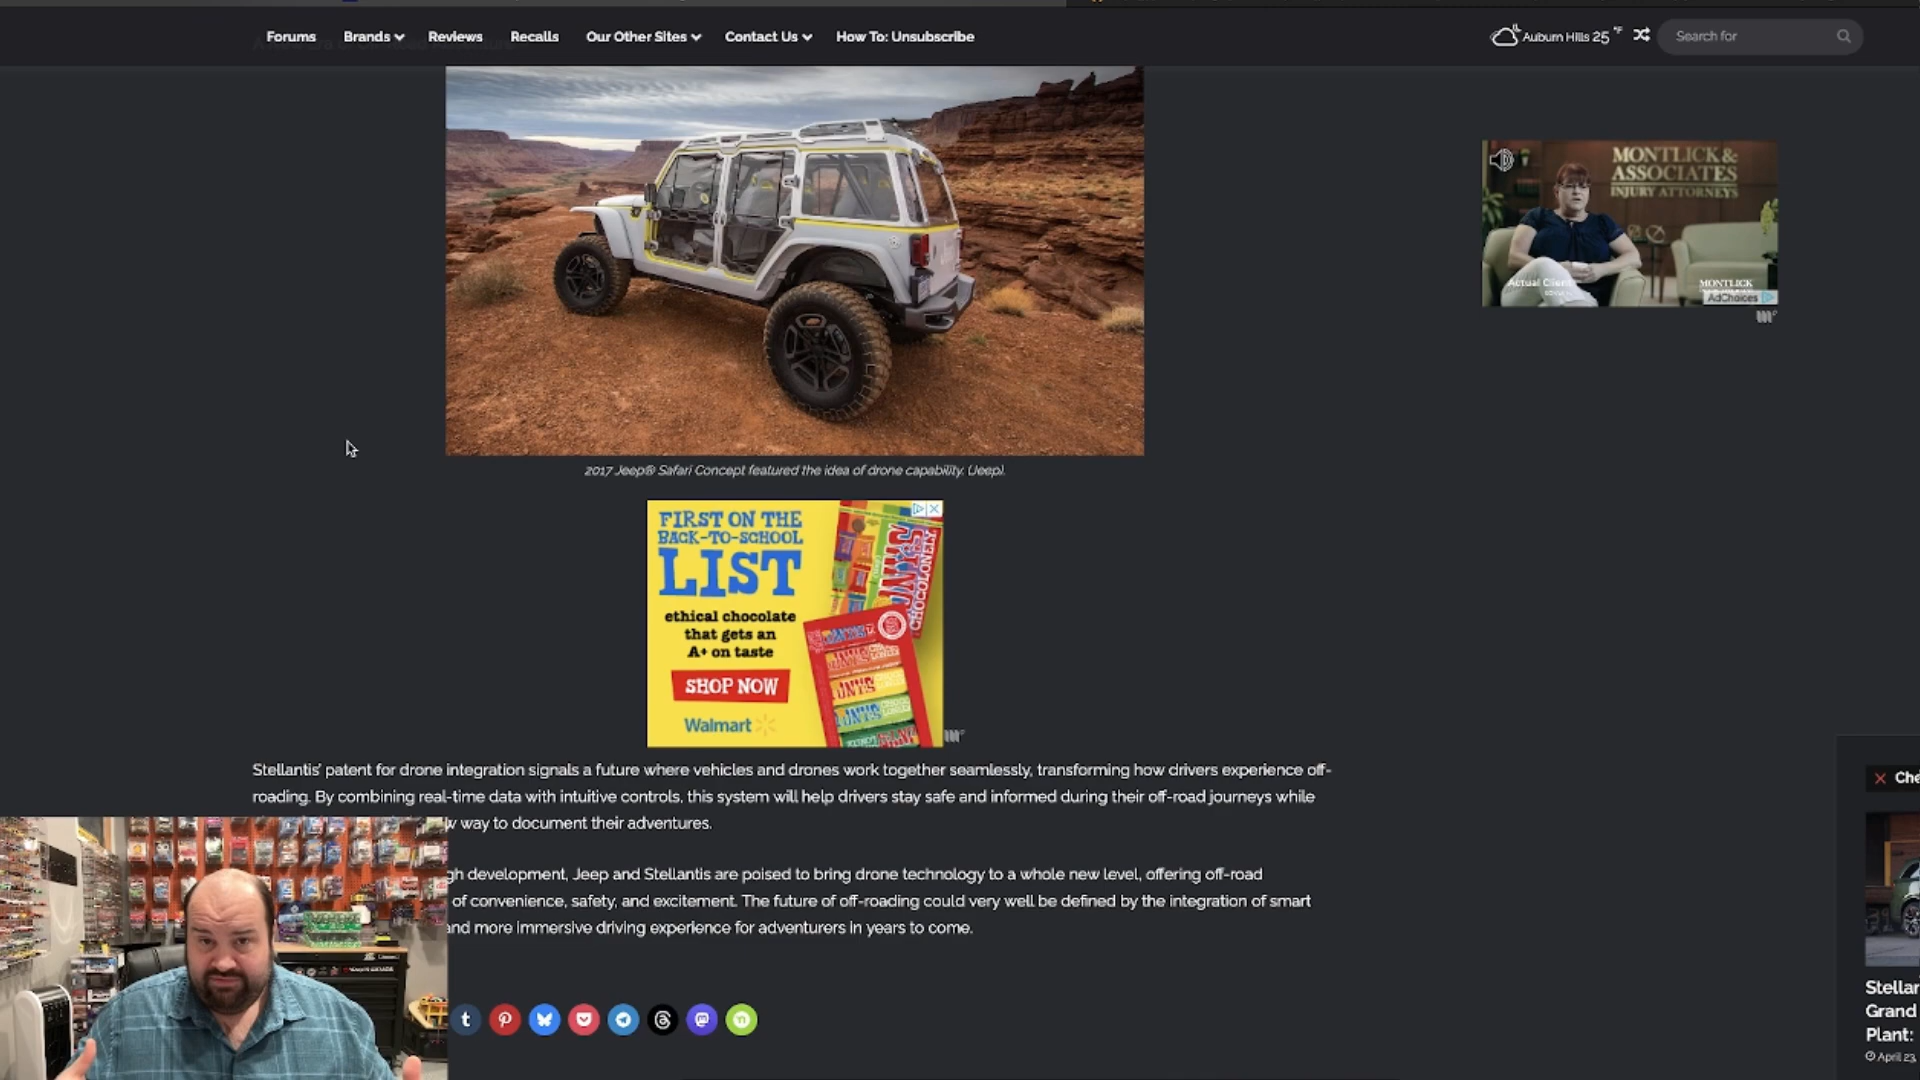 Forums Brands Reviews Recalls Our Other Sites Contact Us How To: Unsubscribe Auburn Hills 25 °F Search for
MONTLICK &
ASSOCIATES
INJURY ATTORNEYS
Actual Client
MONTLICK
AdChoices
2017 Jeep® Safari Concept featured the idea of drone capability. (Jeep).
FIRST ON THE
BACK-TO-SCHOOL
LIST
ethical chocolate
that gets an
A+ on taste
SHOP NOW
Walmart
TONY'S
CHOCOLONELY
Stellantis' patent for drone integration signals a future where vehicles and drones work together seamlessly, transforming how drivers experience off-
roading. By combining real-time data with intuitive controls, this system will help drivers stay safe and informed during their off-road journeys while
w way to document their adventures.
gh development, Jeep and Stellantis are poised to bring drone technology to a whole new level, offering off-road
of convenience, safety, and excitement. The future of off-roading could very well be defined by the integration of smart
and more immersive driving experience for adventurers in years to come.
Che
Stellar
Grand
Plant:
April 23,